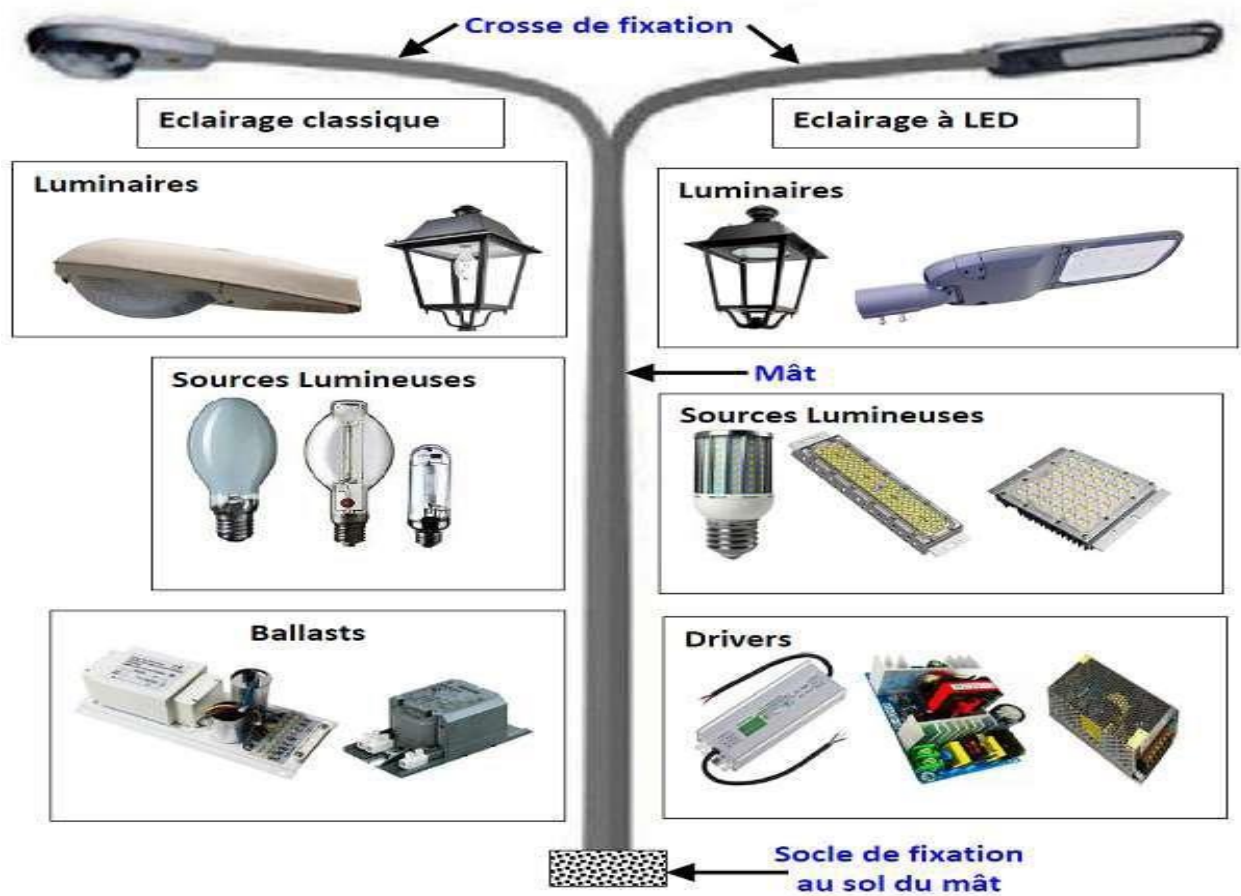 Crosse de fixation
Eclairage classique
Eclairage à LED
Luminaires
Luminaires
Mât
Sources Lumineuses
Sources Lumineuses
Ballasts
Drivers
Socle de fixation
au sol du mât